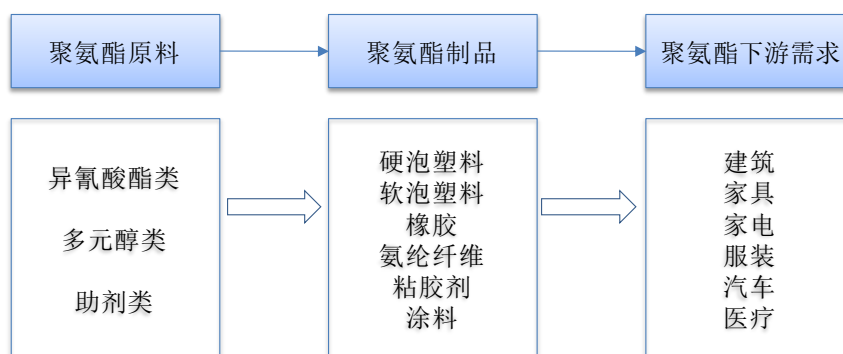 聚氨酯原料
聚氨酯制品
聚氨酯下游需求
异氰酸酯类
多元醇类
助剂类
硬泡塑料
软泡塑料
橡胶
氨纶纤维
粘胶剂
涂料
建筑
家具
家电
服装
汽车
医疗